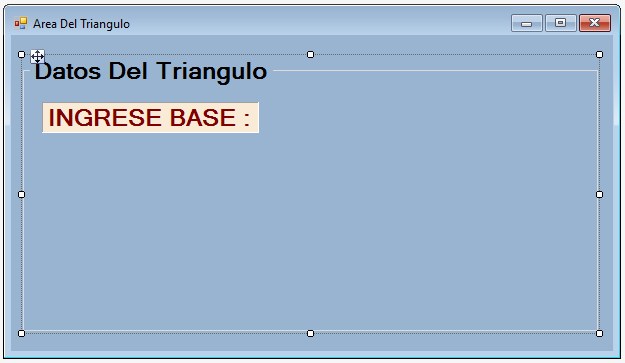 Area Del Triangulo
Datos Del Triangulo
INGRESE BASE :